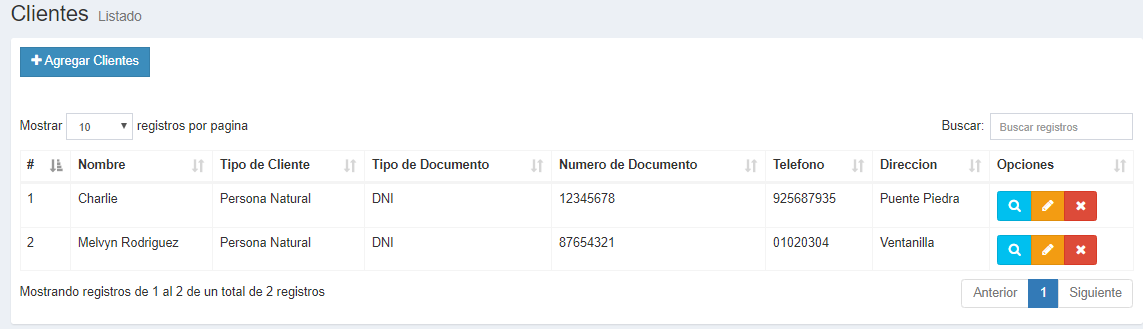 Clientes Listado
Agregar Clientes
Mostrar 10 registros por pagina Buscar: Buscar registros
# Nombre Tipo de Cliente Tipo de Documento Numero de Documento Telefono Direccion Opciones
1 Charlie Persona Natural DNI 12345678 925687935 Puente Piedra
2 Melvyn Rodriguez Persona Natural DNI 87654321 01020304 Ventanilla
Mostrando registros de 1 al 2 de un total de 2 registros Anterior 1 Siguiente